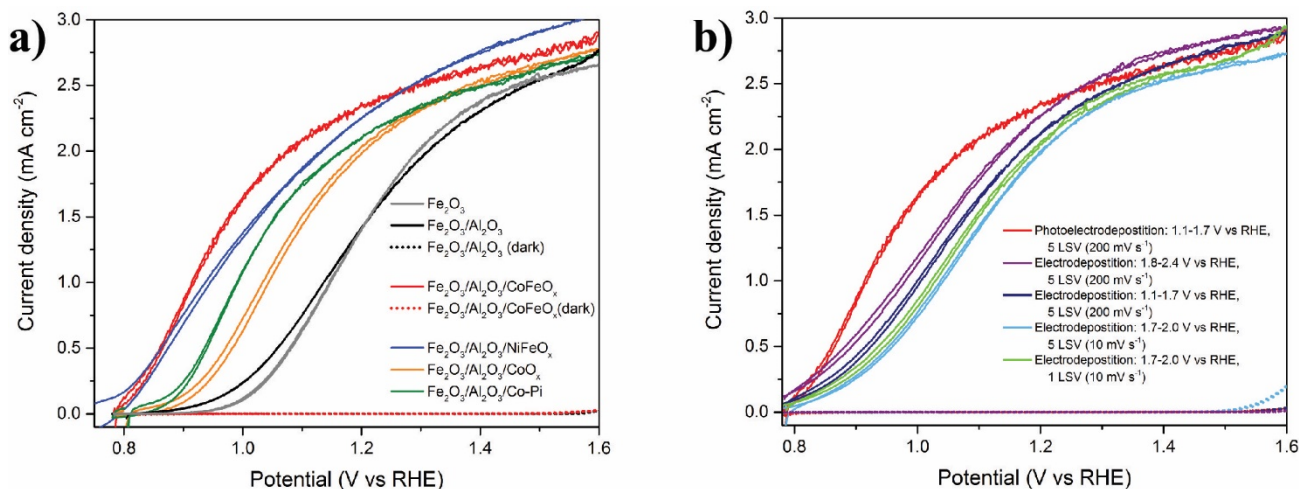 a)
3.0
2.5
2.0
1.5
1.0
0.5
0.0
Current density (mA cm⁻²)
Fe₂O₃
Fe₂O₃/Al₂O₃
Fe₂O₃/Al₂O₃ (dark)
Fe₂O₃/Al₂O₃/CoFeOₓ
Fe₂O₃/Al₂O₃/CoFeOₓ(dark)
Fe₂O₃/Al₂O₃/NiFeOₓ
Fe₂O₃/Al₂O₃/CoOₓ
Fe₂O₃/Al₂O₃/Co-Pi
0.8 1.0 1.2 1.4 1.6
Potential (V vs RHE)
b)
3.0
2.5
2.0
1.5
1.0
0.5
0.0
Current density (mA cm⁻²)
Photoelectrodeposition: 1.1-1.7 V vs RHE,
5 LSV (200 mV s⁻¹)
Electrodepostition: 1.8-2.4 V vs RHE,
5 LSV (200 mV s⁻¹)
Electrodepostition: 1.1-1.7 V vs RHE,
5 LSV (200 mV s⁻¹)
Electrodepostition: 1.7-2.0 V vs RHE,
5 LSV (10 mV s⁻¹)
Electrodepostition: 1.7-2.0 V vs RHE,
1 LSV (10 mV s⁻¹)
0.8 1.0 1.2 1.4 1.6
Potential (V vs RHE)